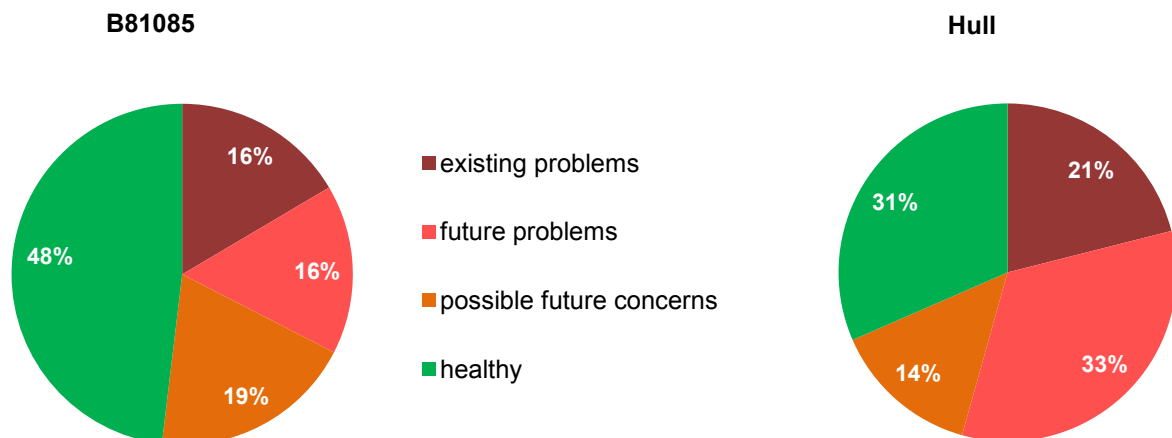 B81085
Hull
16%
16%
19%
48%
existing problems
future problems
possible future concerns
healthy
21%
33%
14%
31%